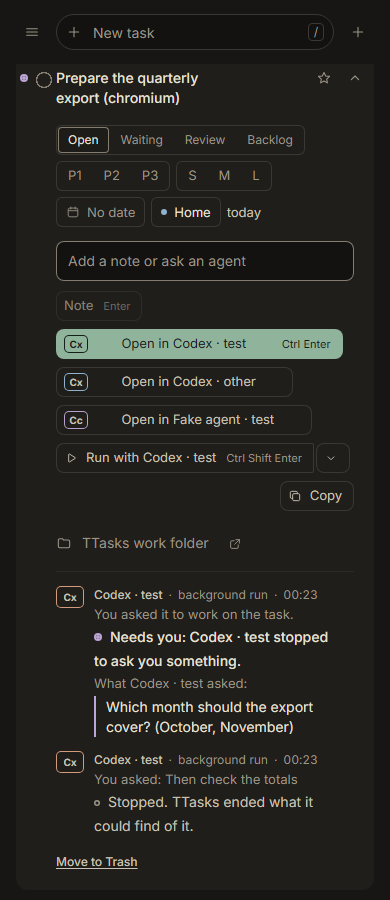 New task /
Prepare the quarterly
export (chromium)
Open Waiting Review Backlog
P1 P2 P3 S M L
No date Home today
Add a note or ask an agent
Note Enter
Cx Open in Codex · test Ctrl Enter
Cx Open in Codex · other
Cc Open in Fake agent · test
Run with Codex · test Ctrl Shift Enter
Copy
TTasks work folder
Cx Codex · test · background run · 00:23
You asked it to work on the task.
Needs you: Codex · test stopped
to ask you something.
What Codex · test asked:
Which month should the export
cover? (October, November)
Cx Codex · test · background run · 00:23
You asked: Then check the totals
Stopped. TTasks ended what it
could find of it.
Move to Trash